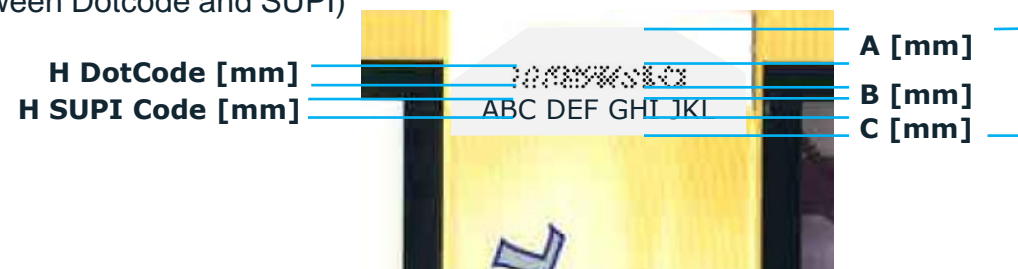 ween Dotcode and SUPI)
A [mm]
H DotCode [mm]
B [mm]
H SUPI Code [mm]
ABC DEF GHI JKL
C [mm]